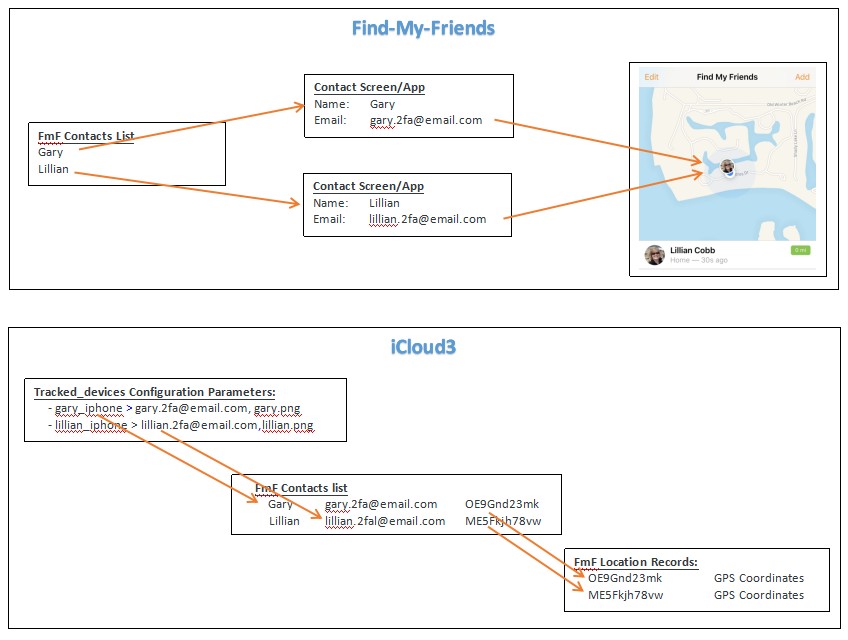 Find-My-Friends
FmF Contacts List
Gary
Lillian
Contact Screen/App
Name: Gary
Email: gary.2fa@email.com
Contact Screen/App
Name: Lillian
Email: lillian.2fa@email.com
Edit Find My Friends Add
Lillian Cobb
Home — 30s ago
iCloud3
Tracked_devices Configuration Parameters:
- gary_iphone > gary.2fa@email.com, gary.png
- lillian_iphone > lillian.2fa@email.com,lillian.png
FmF Contacts list
Gary gary.2fa@email.com OE9Gnd23mk
Lillian lillian.2fal@email.com ME5Fkjh78vw
FmF Location Records:
OE9Gnd23mk GPS Coordinates
ME5Fkjh78vw GPS Coordinates